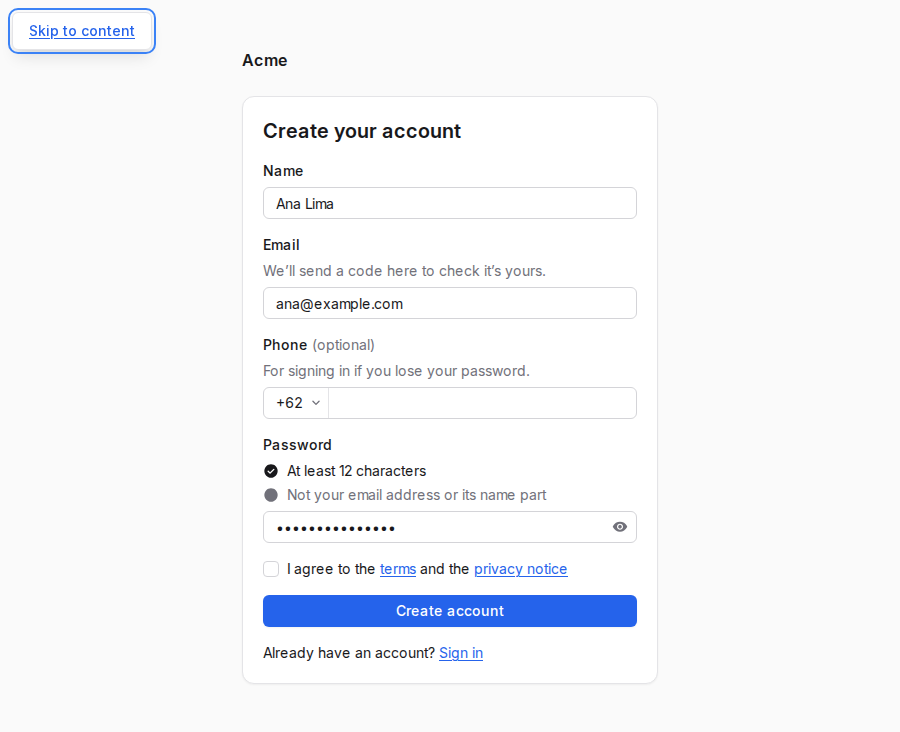 Skip to content
Acme
Create your account
Name
Ana Lima
Email
We’ll send a code here to check it’s yours.
ana@example.com
Phone (optional)
For signing in if you lose your password.
+62
Password
At least 12 characters
Not your email address or its name part
•••••••••••••••
I agree to the terms and the privacy notice
Create account
Already have an account? Sign in